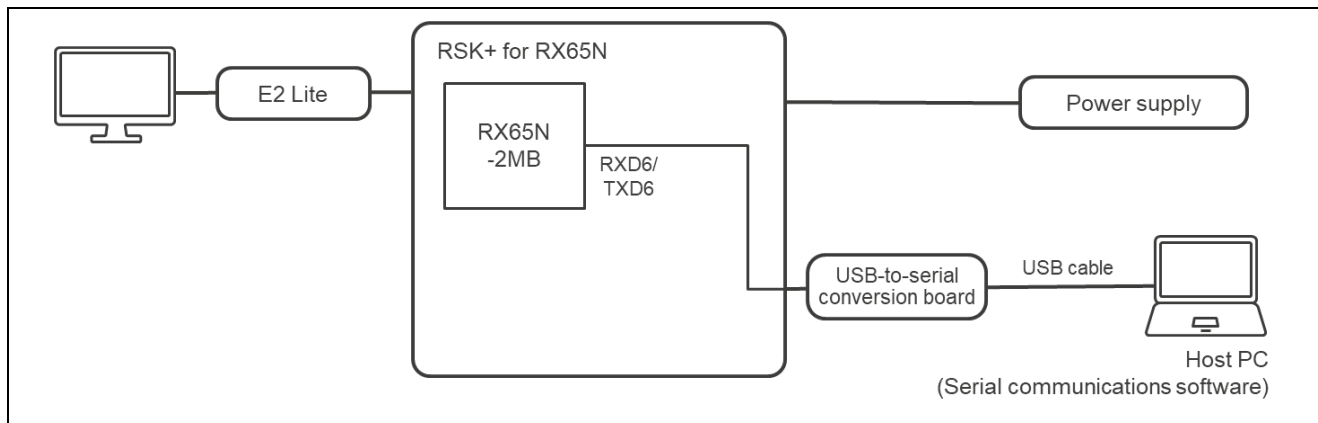 RSK+ for RX65N
E2 Lite
RX65N
-2MB
RXD6/
TXD6
Power supply
USB-to-serial
conversion board
USB cable
Host PC
(Serial communications software)